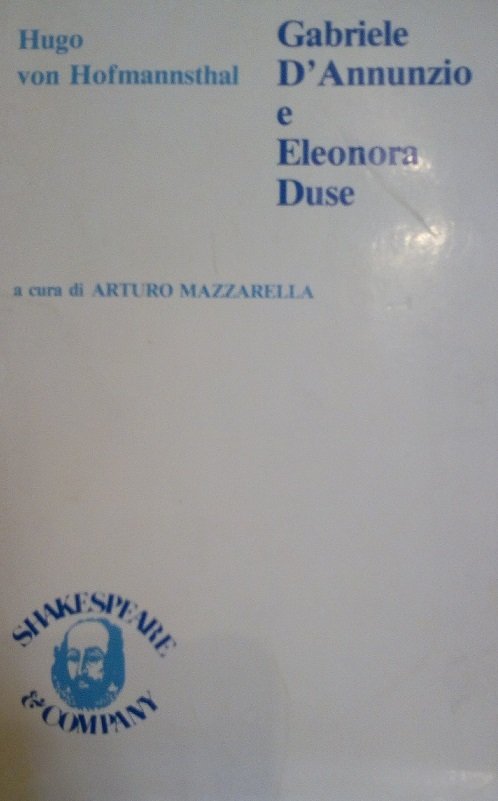 Hugo
von Hofmannsthal
Gabriele
D'Annunzio
e
Eleonora
Duse
a cura di ARTURO MAZZARELLA
SHAKESPEARE
& COMPANY